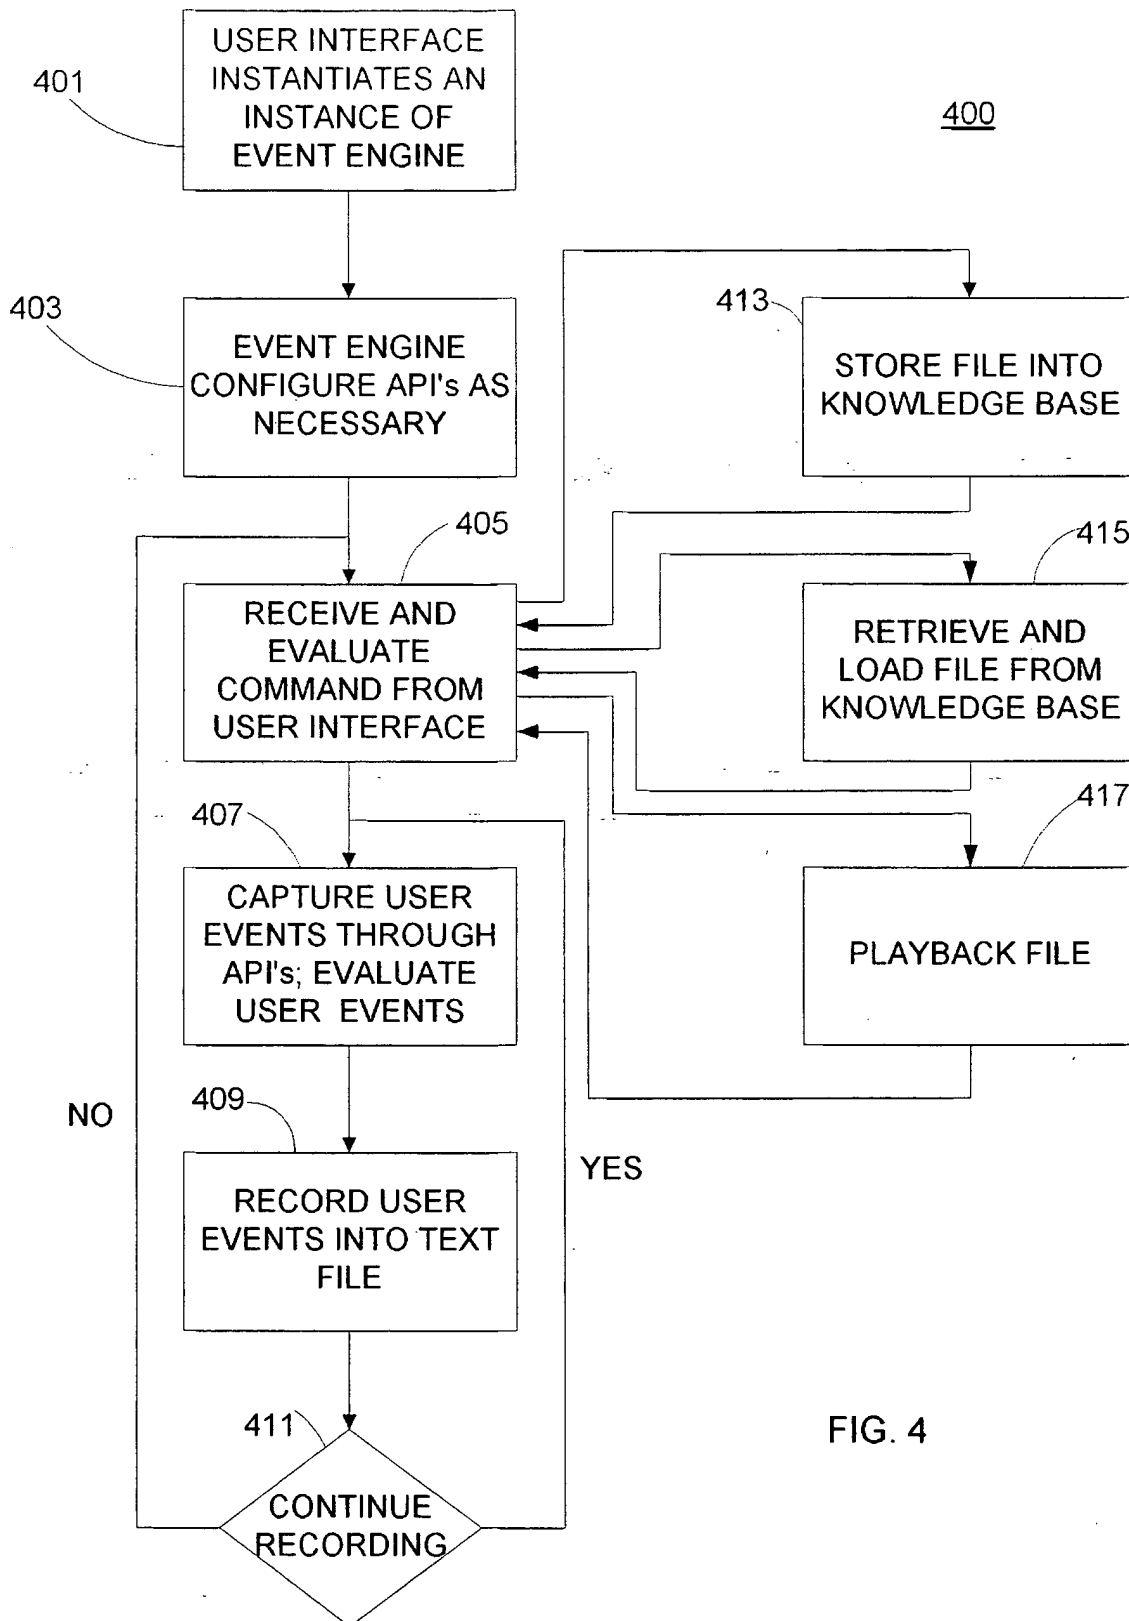 401
USER INTERFACE
INSTANTIATES AN
INSTANCE OF
EVENT ENGINE
400
403
EVENT ENGINE
CONFIGURE API's AS
NECESSARY
413
STORE FILE INTO
KNOWLEDGE BASE
405
RECEIVE AND
EVALUATE
COMMAND FROM
USER INTERFACE
415
RETRIEVE AND
LOAD FILE FROM
KNOWLEDGE BASE
407
CAPTURE USER
EVENTS THROUGH
API's; EVALUATE
USER EVENTS
417
PLAYBACK FILE
NO
409
RECORD USER
EVENTS INTO TEXT
FILE
YES
411
CONTINUE
RECORDING
FIG. 4